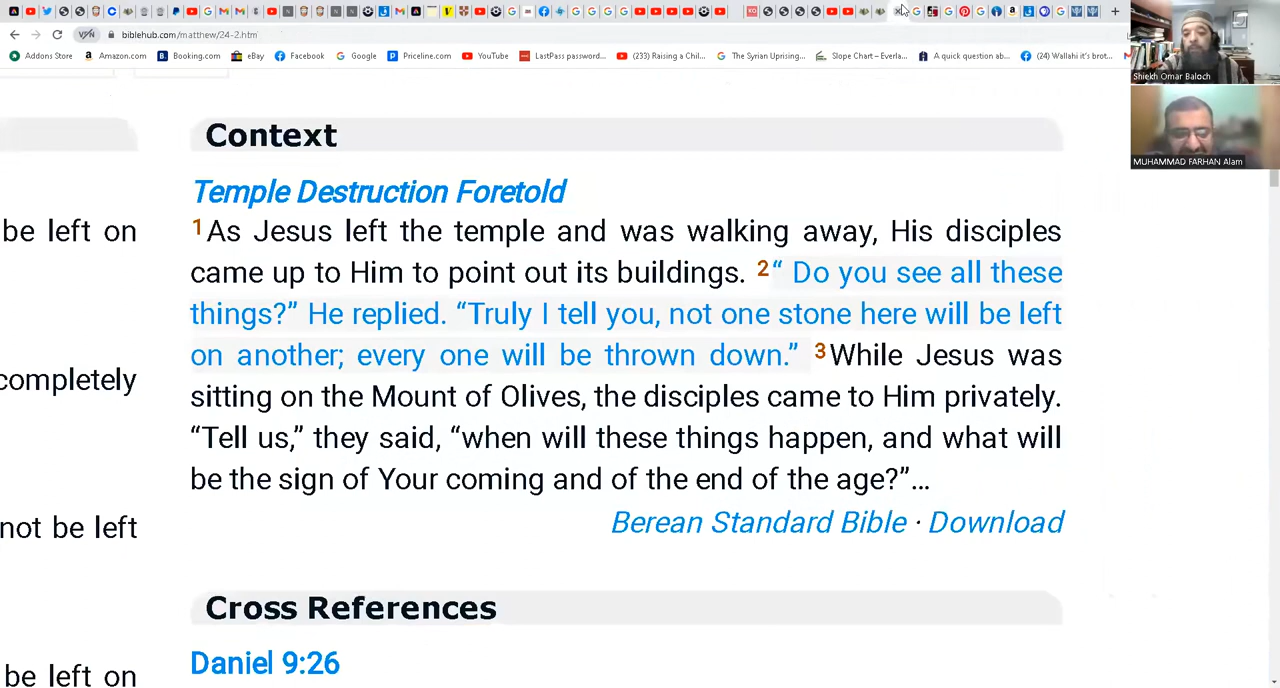 biblehub.com/matthew/24-2.htm
Addons Store
Amazon.com
Booking.com
eBay
Facebook
Google
Priceline.com
YouTube
LastPass password...
(233) Raising a Chil...
The Syrian Uprising...
Slope Chart – Everla...
A quick question ab...
(24) Wallahi it's brot...
Shiekh Omar Baloch
MUHAMMAD FARHAN Alam
be left on
completely
not be left
be left on
Context
Temple Destruction Foretold
1As Jesus left the temple and was walking away, His disciples
came up to Him to point out its buildings. 2“ Do you see all these
things?” He replied. “Truly I tell you, not one stone here will be left
on another; every one will be thrown down.” 3While Jesus was
sitting on the Mount of Olives, the disciples came to Him privately.
“Tell us,” they said, “when will these things happen, and what will
be the sign of Your coming and of the end of the age?”...
Berean Standard Bible · Download
Cross References
Daniel 9:26